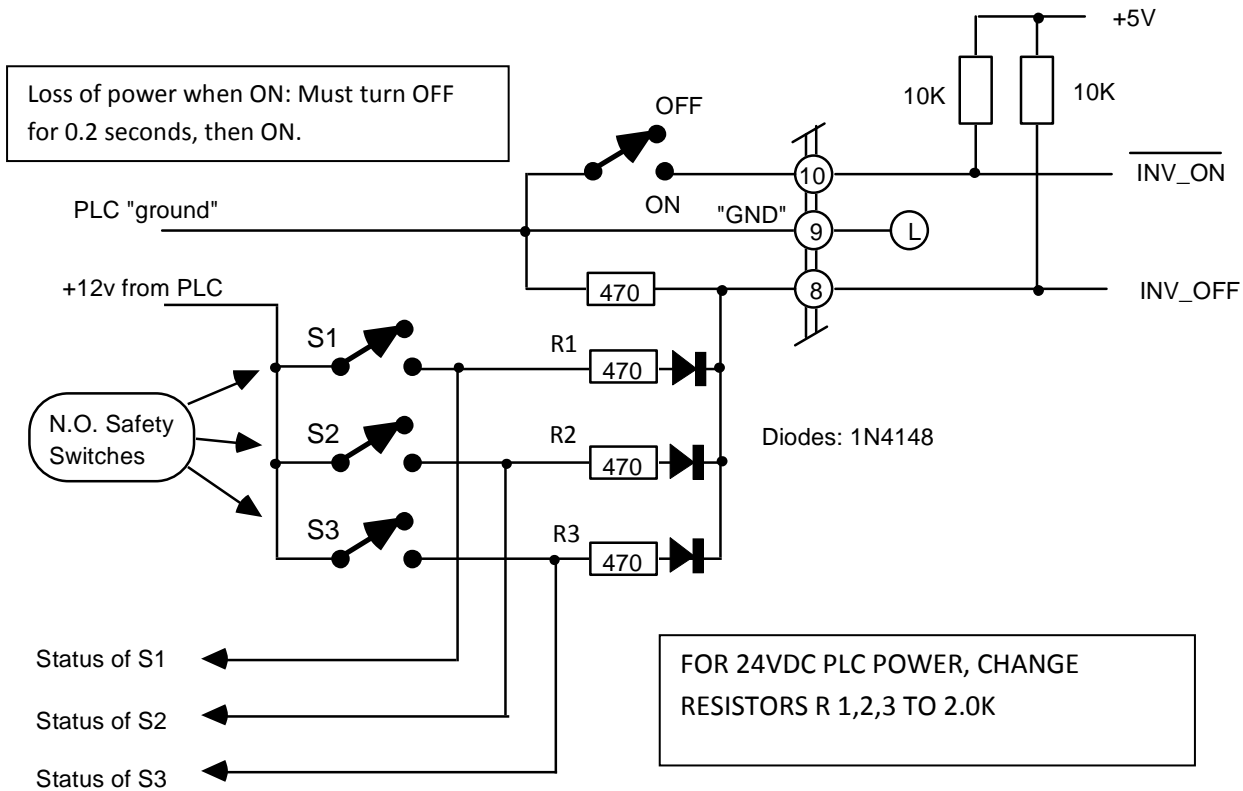 +5V
Loss of power when ON: Must turn OFF
for 0.2 seconds, then ON.
10K
10K
OFF
10
INV_ON
ON
PLC "ground"
"GND"
9
L
+12v from PLC
470
8
INV_OFF
S1
R1
470
N.O. Safety
Switches
S2
R2
470
Diodes: 1N4148
S3
R3
470
Status of S1
Status of S2
Status of S3
FOR 24VDC PLC POWER, CHANGE
RESISTORS R 1,2,3 TO 2.0K